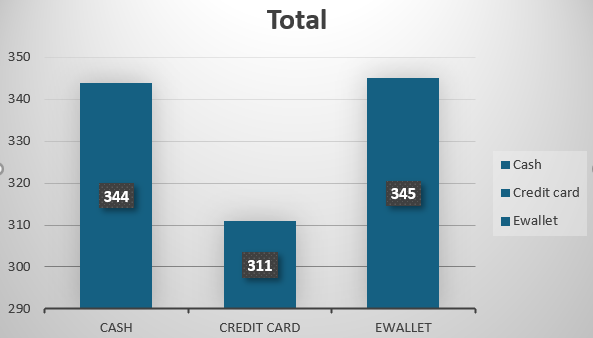 Total
350
340
330
320
310
300
290
344
311
345
CASH
CREDIT CARD
EWALLET
Cash
Credit card
Ewallet